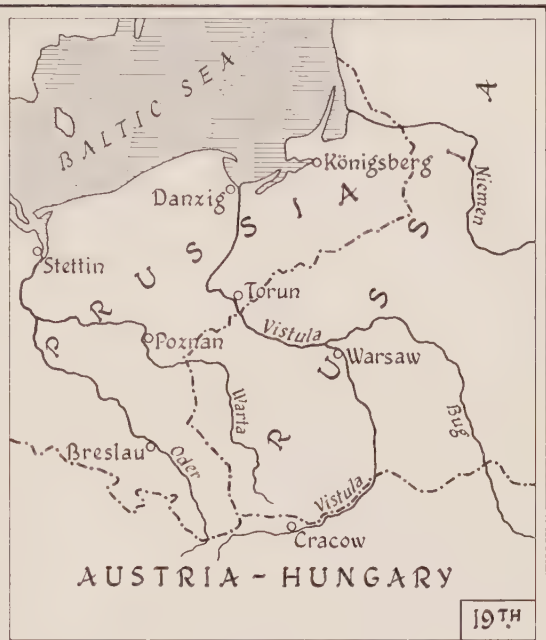 BALTIC SEA
Königsberg
Niemen
Danzig
PRUSSIA
RUSSIA
Stettin
Torun
Vistula
Poznan
Warsaw
Warta
Bug
Breslau
Oder
Vistula
Cracow
AUSTRIA-HUNGARY
19TH